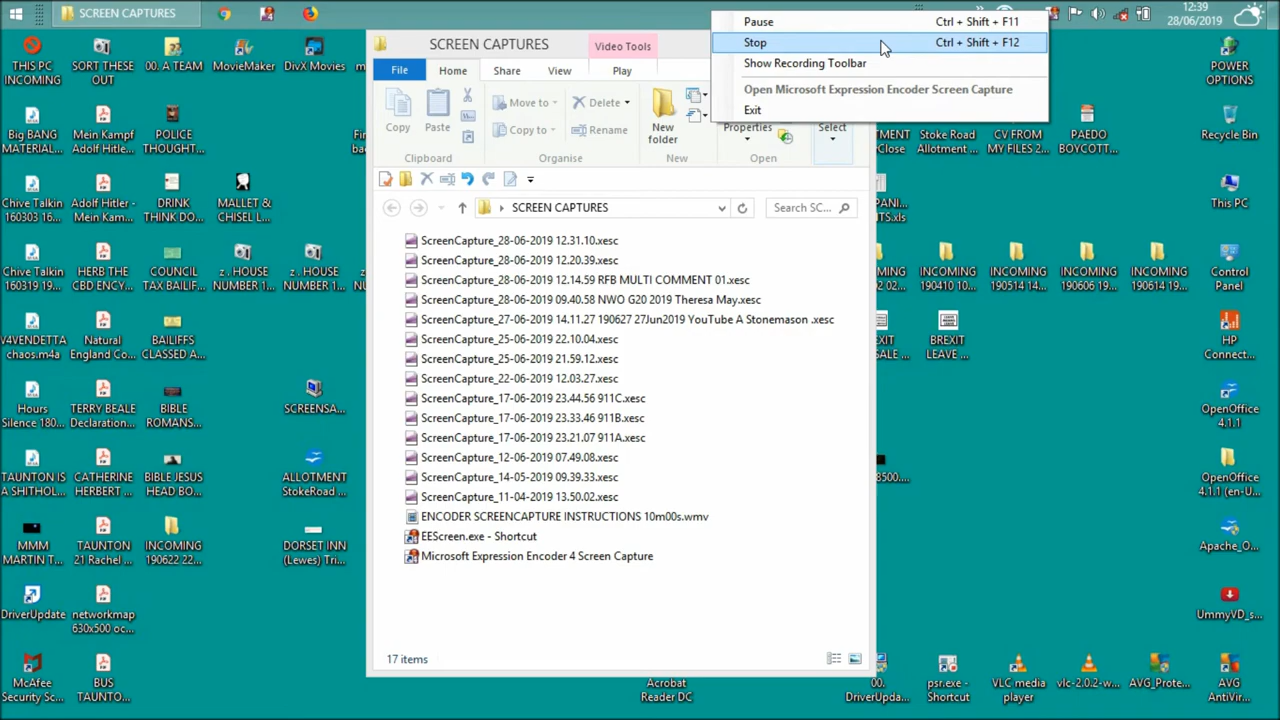 SCREEN CAPTURES
12:39
28/06/2019
Pause Ctrl + Shift + F11
Stop Ctrl + Shift + F12
Show Recording Toolbar
Open Microsoft Expression Encoder Screen Capture
Exit
SCREEN CAPTURES
Video Tools
File Home Share View Play
Copy
Paste
Move to
Copy to
Delete
Rename
New
folder
Properties
Select
Clipboard Organise New Open
SCREEN CAPTURES
Search SC...
ScreenCapture_28-06-2019 12.31.10.xesc
ScreenCapture_28-06-2019 12.20.39.xesc
ScreenCapture_28-06-2019 12.14.59 RFB MULTI COMMENT 01.xesc
ScreenCapture_28-06-2019 09.40.58 NWO G20 2019 Theresa May.xesc
ScreenCapture_27-06-2019 14.11.27 190627 27Jun2019 YouTube A Stonemason .xesc
ScreenCapture_25-06-2019 22.10.04.xesc
ScreenCapture_25-06-2019 21.59.12.xesc
ScreenCapture_22-06-2019 12.03.27.xesc
ScreenCapture_17-06-2019 23.44.56 911C.xesc
ScreenCapture_17-06-2019 23.33.46 911B.xesc
ScreenCapture_17-06-2019 23.21.07 911A.xesc
ScreenCapture_12-06-2019 07.49.08.xesc
ScreenCapture_14-05-2019 09.39.33.xesc
ScreenCapture_11-04-2019 13.50.02.xesc
ENCODER SCREENCAPTURE INSTRUCTIONS 10m00s.wmv
EEScreen.exe - Shortcut
Microsoft Expression Encoder 4 Screen Capture
17 items
THIS PC
INCOMING
SORT THESE
OUT
00. A TEAM
MovieMaker
DivX Movies
Big BANG
MATERIAL...
Mein Kampf
Adolf Hitler
POLICE
THOUGHT...
Chive Talkin
160303 16...
Adolf Hitler -
Mein Kam...
DRINK
THINK DO...
MALLET &
CHISEL L...
Chive Talkin
160319 19...
HERB THE
CBD ENCY...
COUNCIL
TAX BAILIF...
z . HOUSE
NUMBER 1...
z . HOUSE
NUMBER 1...
V4VENDETTA
chaos.m4a
Natural
England Co...
BAILIFFS
CLASSED A...
Hours
Silence 180...
TERRY BEALE
Declaration...
BIBLE
ROMANS...
SCREENSA...
TAUNTON IS
A SHITHOL...
CATHERINE
HERBERT ...
BIBLE JESUS
HEAD BO...
ALLOTMENT
StokeRoad
MMM
MARTIN T...
TAUNTON
21 Rachel ...
INCOMING
190622 22...
DORSET INN
(Lewes) Tri...
DriverUpdate
networkmap
630x500 oc...
McAfee
Security Sc...
BUS
TAUNTO...
Acrobat
Reader DC
Stoke Road
Allotment ...
CV FROM
MY FILES 2...
PAEDO
BOYCOTT...
POWER
OPTIONS
Recycle Bin
This PC
INCOMING
190410 10...
INCOMING
190514 14...
INCOMING
190606 19...
INCOMING
190614 19...
Control
Panel
BREXIT
LEAVE ...
HP
Connect...
OpenOffice
4.1.1
OpenOffice
4.1.1 (en-U...
Apache_O...
UmmyVD_s...
00.
DriverUpda...
psr.exe -
Shortcut
VLC media
player
vlc-2.0.2-w...
AVG_Prote...
AVG
AntiVir...